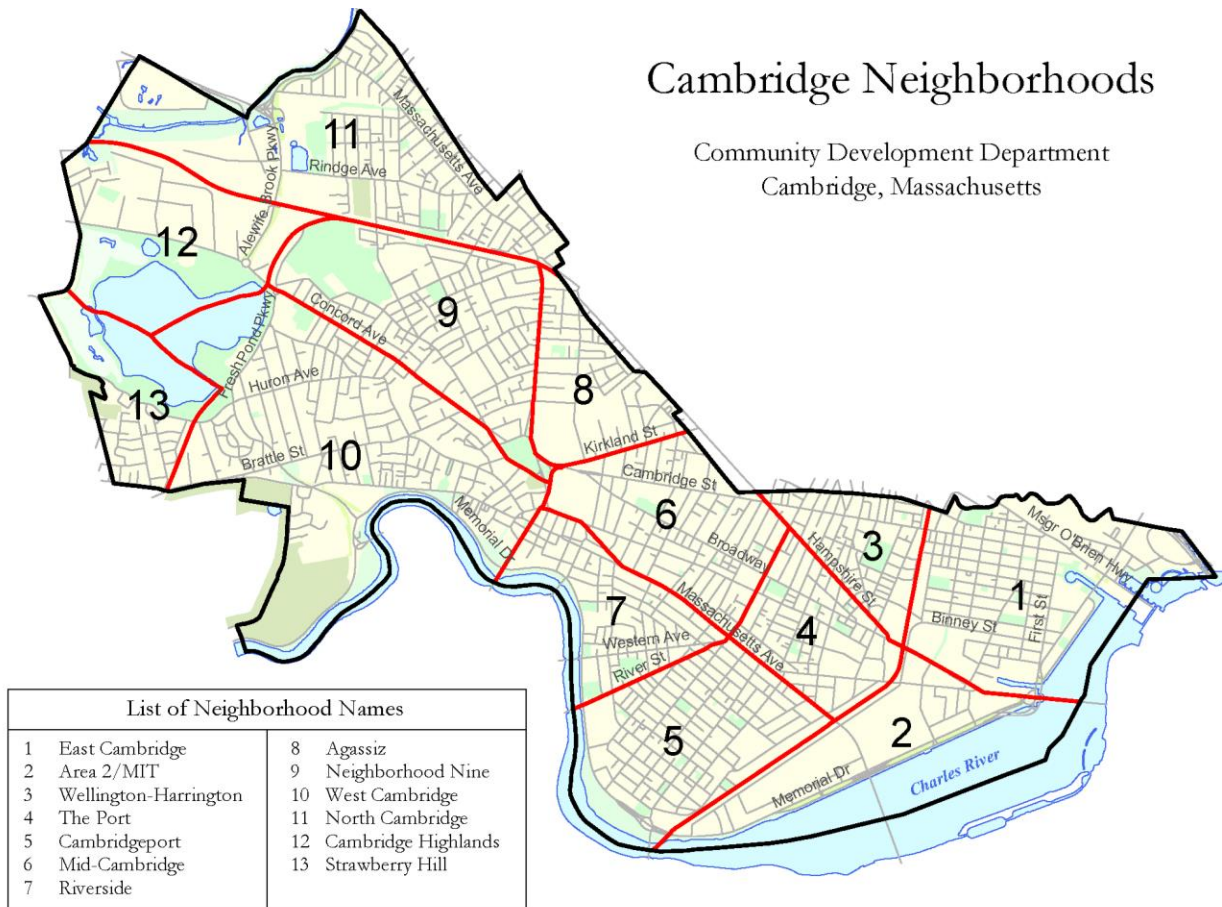 Cambridge Neighborhoods
Community Development Department
Cambridge, Massachusetts
11
Massachusetts Ave
Rindge Ave
Alewife Brook Pkwy
12
9
Concord Ave
Fresh Pond Pkwy
Huron Ave
8
13
Kirkland St
Brattle St
10
Cambridge St
6
Memorial Dr
Broadway
3
Hampshire St
Msgr O'Brien Hwy
1
First St
Binney St
7
Massachusetts Ave
4
Western Ave
River St
5
2
Memorial Dr
Charles River
List of Neighborhood Names
1 East Cambridge
2 Area 2/MIT
3 Wellington-Harrington
4 The Port
5 Cambridgeport
6 Mid-Cambridge
7 Riverside
8 Agassiz
9 Neighborhood Nine
10 West Cambridge
11 North Cambridge
12 Cambridge Highlands
13 Strawberry Hill